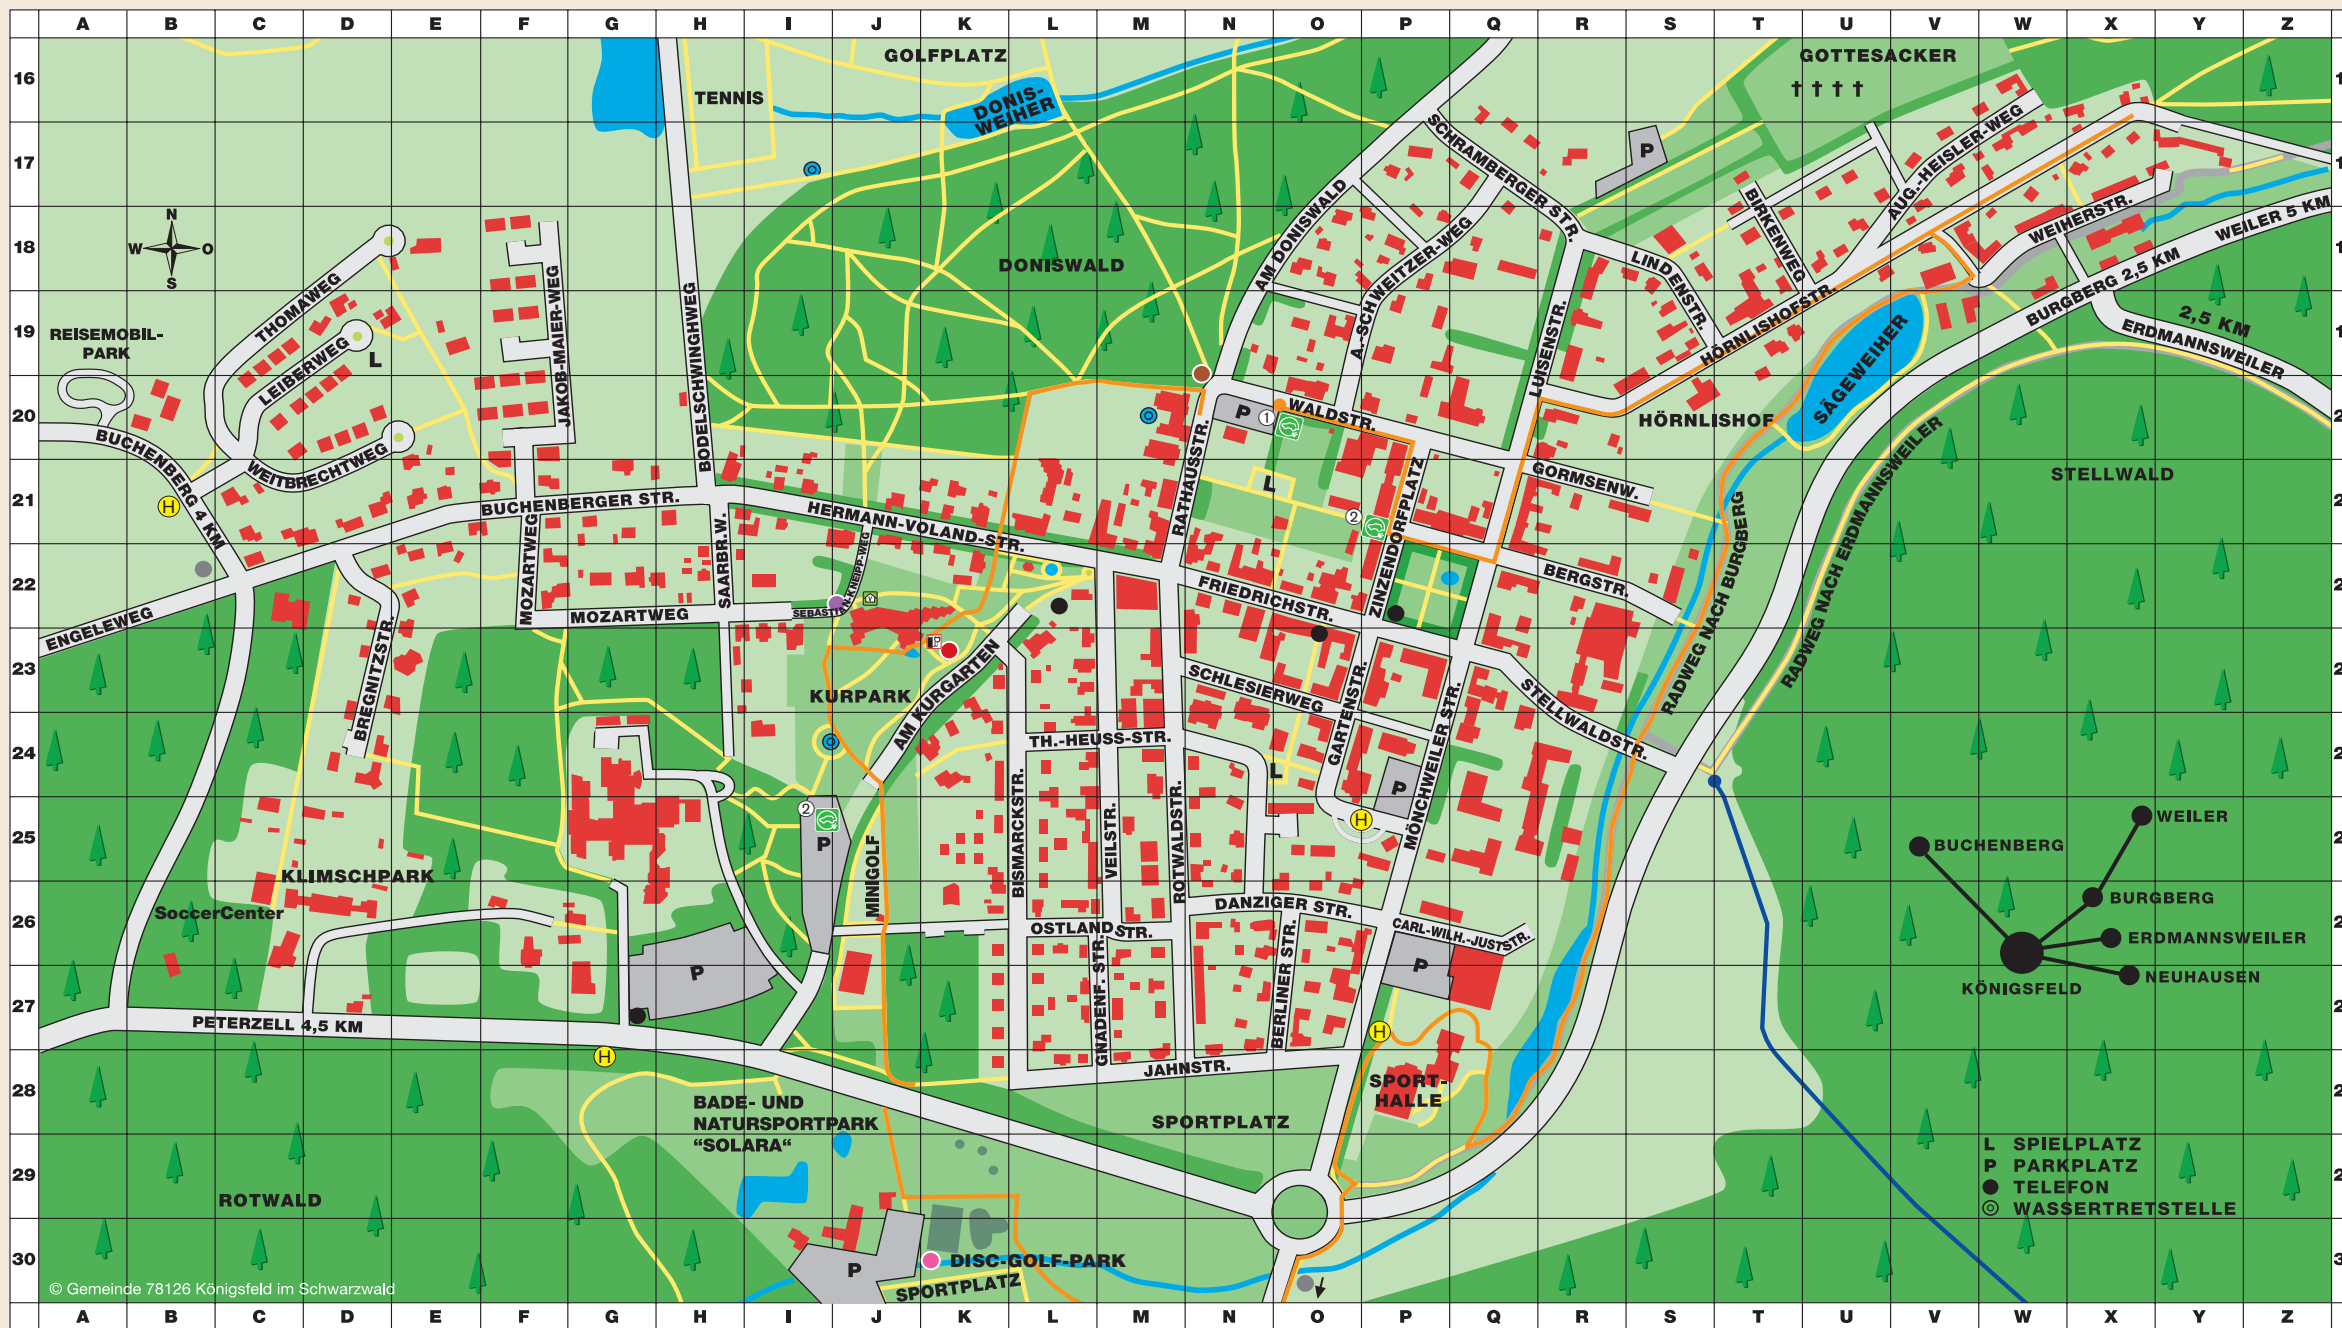 A B C D E F G H I J K L M N O P Q R S T U V W X Y Z
16
17
18
19
20
21
22
23
24
25
26
27
28
29
30
GOLFPLATZ
GOTTESACKER
TENNIS
DONIS-
WEIHER
† † † †
SCHRAMBERGER STR.
P
AUG.-HEISLER-WEG
N
W O
S
THOMAWEG
JAKOB-MAIER-WEG
BODELSCHWINGHWEG
DONISWALD
AM DONISWALD
A.-SCHWEITZER-WEG
LINDENSTR.
BIRKENWEG
WEIHERSTR.
WEILER 5 KM
BURGBERG 2,5 KM
REISEMOBIL-
PARK
LEIBERWEG
L
LUISENSTR.
HÖRNLISHOFSTR.
SÄGEWEIHER
2,5 KM
ERDMANNSWEILER
BUCHENBERG 4 KM
WEITBRECHTWEG
P
1
WALDSTR.
HÖRNLISHOF
STELLWALD
H
BUCHENBERGER STR.
HERMANN-VOLAND-STR.
RATHAUSSTR.
L
2
ZINZENDORFPLATZ
GORMSENW.
BERGSTR.
RADWEG NACH BURGBERG
RADWEG NACH ERDMANNSWEILER
ENGELEWEG
BREGNITZSTR.
MOZARTWEG
MOZARTWEG
SAARBR.W.
SEBASTIAN-KNEIPP-WEG
FRIEDRICHSTR.
ZINZENDORFSTR.
KURPARK
AM KURGARTEN
SCHLESIERWEG
GARTENSTR.
MÖNCHWEILER STR.
STELLWALDSTR.
TH.-HEUSS-STR.
L
P
H
2
P
MINIGOLF
BISMARCKSTR.
VEILSTR.
ROTWALDSTR.
KLIMSCHPARK
SoccerCenter
DANZIGER STR.
OSTLANDSTR.
CARL-WILH.-JUSTSTR.
BERLINER STR.
GNADENF. STR.
P
P
PETERZELL 4,5 KM
H
H
JAHNSTR.
SPORT-
HALLE
BADE- UND
NATURSPORTPARK
“SOLARA“
SPORTPLATZ
ROTWALD
P
DISC-GOLF-PARK
SPORTPLATZ
WEILER
BUCHENBERG
BURGBERG
ERDMANNSWEILER
NEUHAUSEN
KÖNIGSFELD
L SPIELPLATZ
P PARKPLATZ
TELEFON
WASSERTRETSTELLE
© Gemeinde 78126 Königsfeld im Schwarzwald
A B C D E F G H I J K L M N O P Q R S T U V W X Y Z